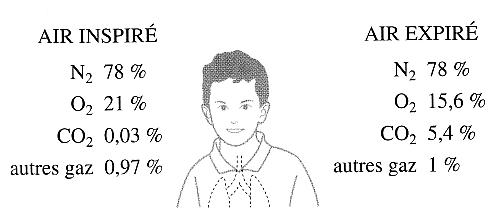 AIR INSPIRÉ
N₂ 78 %
O₂ 21 %
CO₂ 0,03 %
autres gaz 0,97 %
AIR EXPIRÉ
N₂ 78 %
O₂ 15,6 %
CO₂ 5,4 %
autres gaz 1 %